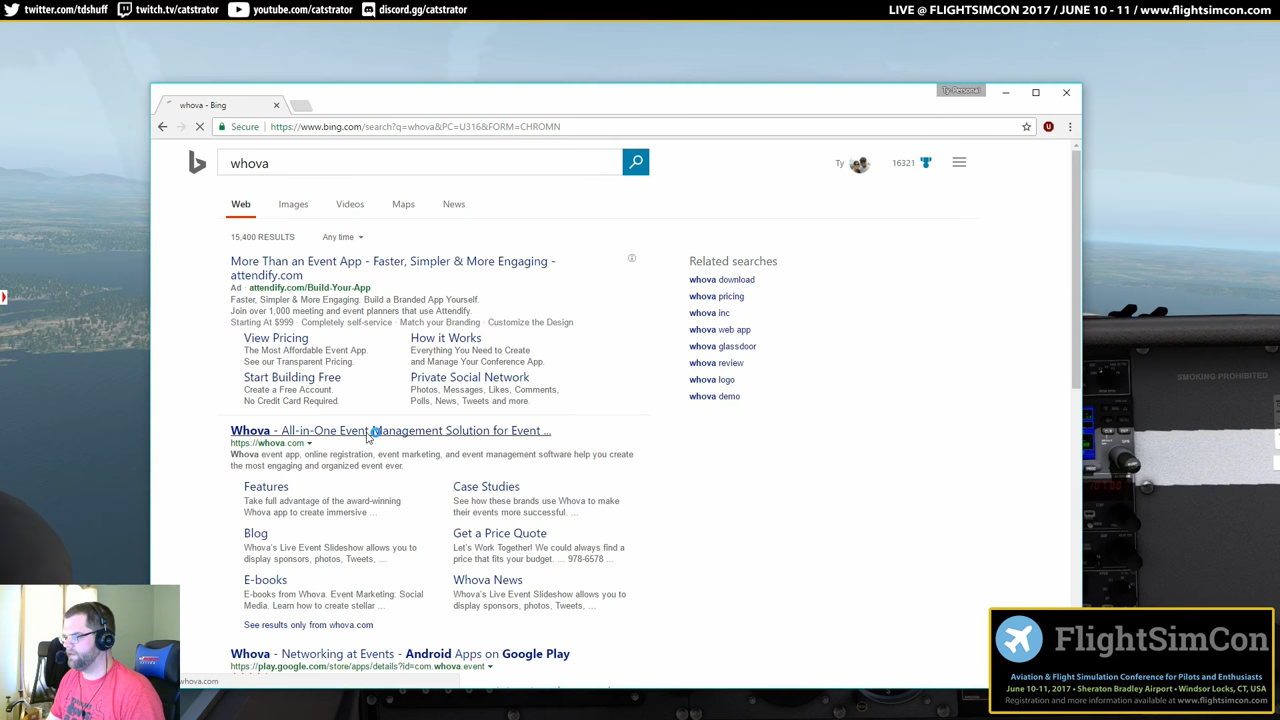 twitter.com/tdshuff
twitch.tv/catstrator
youtube.com/catstrator
discord.gg/catstrator
LIVE @ FLIGHTSIMCON 2017 / JUNE 10 - 11 / www.flightsimcon.com
Ty-Personal
whova - Bing
Secure
https://www.bing.com/search?q=whova&PC=U316&FORM=CHROMN
whova
Ty
16321
Web
Images
Videos
Maps
News
15,400 RESULTS
Any time
More Than an Event App - Faster, Simpler & More Engaging -
attendify.com
Ad · attendify.com/Build-Your-App
Faster, Simpler & More Engaging. Build a Branded App Yourself.
Join over 1,000 meeting and event planners that use Attendify.
Starting At $999 · Completely self-service · Match your Branding · Customize the Design
View Pricing
The Most Affordable Event App.
See our Transparent Pricing.
How it Works
Everything You Need to Create
and Manage Your Conference App.
Start Building Free
Create a Free Account.
No Credit Card Required.
Private Social Network
Photos, Messages, Likes, Comments,
Polls, News, Tweets and more.
Whova - All-in-One Event Management Solution for Event ...
https://whova.com
Whova event app, online registration, event marketing, and event management software help you create
the most engaging and organized event ever.
Features
Take full advantage of the award-winning
Whova app to create immersive ...
Case Studies
See how these brands use Whova to make
their events more successful. ...
Blog
Whova's Live Event Slideshow allows you to
display sponsors, photos, Tweets, ...
Get a Price Quote
Let's Work Together! We could always find a
price that fits your budget. ... 978-6578 ...
E-books
E-books from Whova. Event Marketing: Social
Media. Learn how to create stellar ...
Whova News
Whova's Live Event Slideshow allows you to
display sponsors, photos, Tweets, ...
See results only from whova.com
Whova - Networking at Events - Android Apps on Google Play
https://play.google.com/store/apps/details?id=com.whova.event
whova.com
Related searches
whova download
whova pricing
whova inc
whova web app
whova glassdoor
whova review
whova logo
whova demo
SMOKING PROHIBITED
FlightSimCon
Aviation & Flight Simulation Conference for Pilots and Enthusiasts
June 10-11, 2017 • Sheraton Bradley Airport • Windsor Locks, CT, USA
Registration and more information available at www.flightsimcon.com